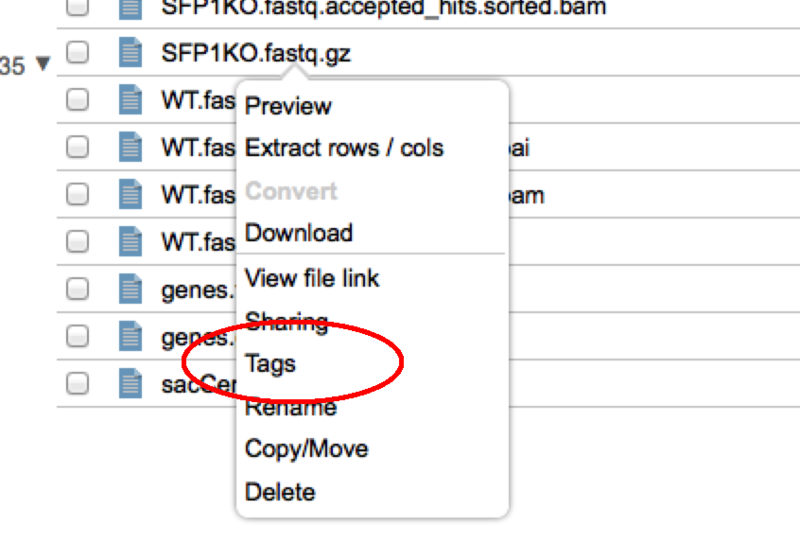 SFP1KO.fastq.accepted_hits.sorted.bam
35 ▼
SFP1KO.fastq.gz
WT.fas
Preview
WT.fas
Extract rows / cols
ai
Convert
WT.fas
am
Download
WT.fas
View file link
genes.
Sharing
genes.
Tags
sacCer
Rename
Copy/Move
Delete